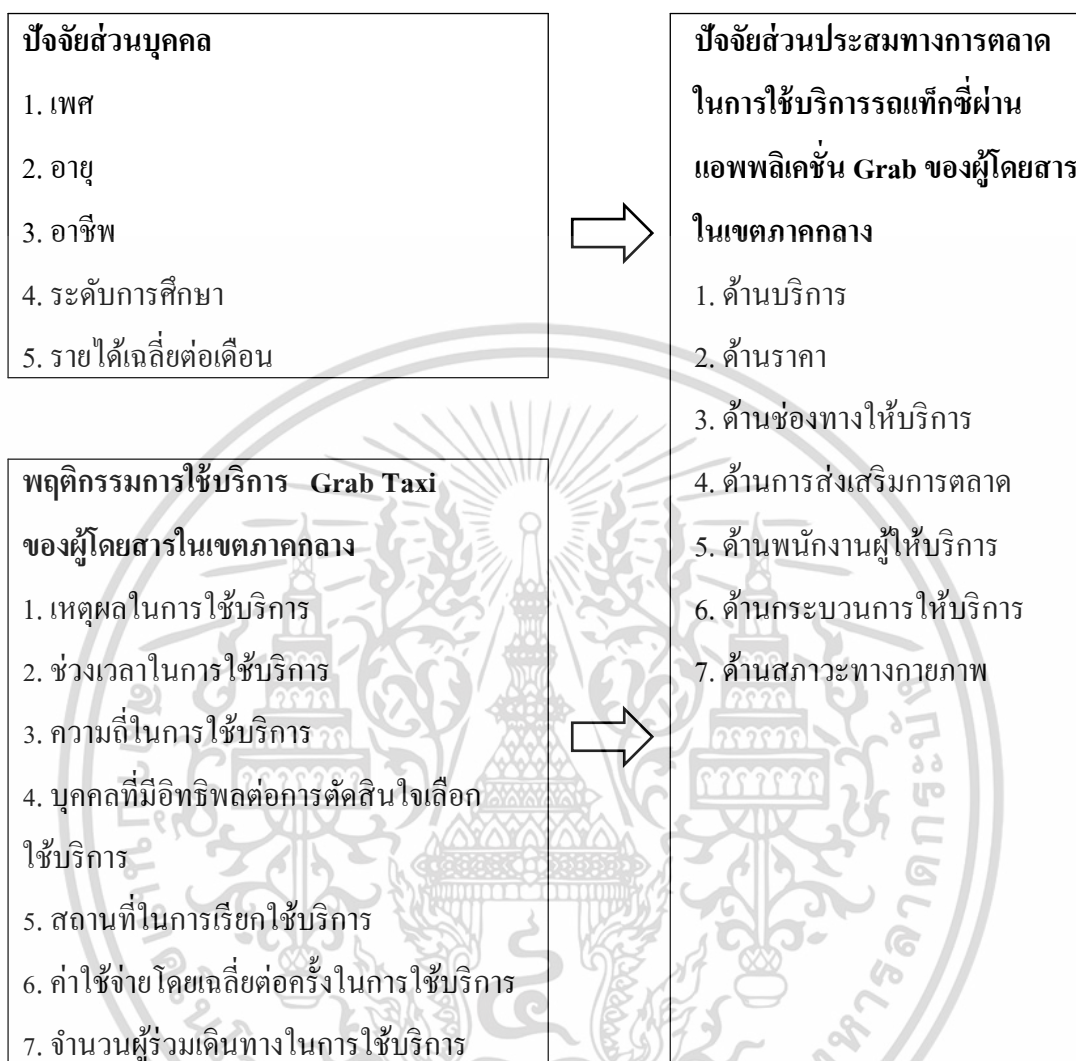 ปัจจัยส่วนบุคคล
1. เพศ
2. อายุ
3. อาชีพ
4. ระดับการศึกษา
5. รายได้เฉลี่ยต่อเดือน
พฤติกรรมการใช้บริการ Grab Taxi
ของผู้โดยสารในเขตภาคกลาง
1. เหตุผลในการใช้บริการ
2. ช่วงเวลาในการใช้บริการ
3. ความถี่ในการใช้บริการ
4. บุคคลที่มีอิทธิพลต่อการตัดสินใจเลือก
ใช้บริการ
5. สถานที่ในการเรียกใช้บริการ
6. ค่าใช้จ่ายโดยเฉลี่ยต่อครั้งในการใช้บริการ
7. จำนวนผู้ร่วมเดินทางในการใช้บริการ
ปัจจัยส่วนประสมทางการตลาด
ในการใช้บริการรถแท็กซี่ผ่าน
แอพพลิเคชั่น Grab ของผู้โดยสาร
ในเขตภาคกลาง
1. ด้านบริการ
2. ด้านราคา
3. ด้านช่องทางให้บริการ
4. ด้านการส่งเสริมการตลาด
5. ด้านพนักงานผู้ให้บริการ
6. ด้านกระบวนการให้บริการ
7. ด้านสภาวะทางกายภาพ